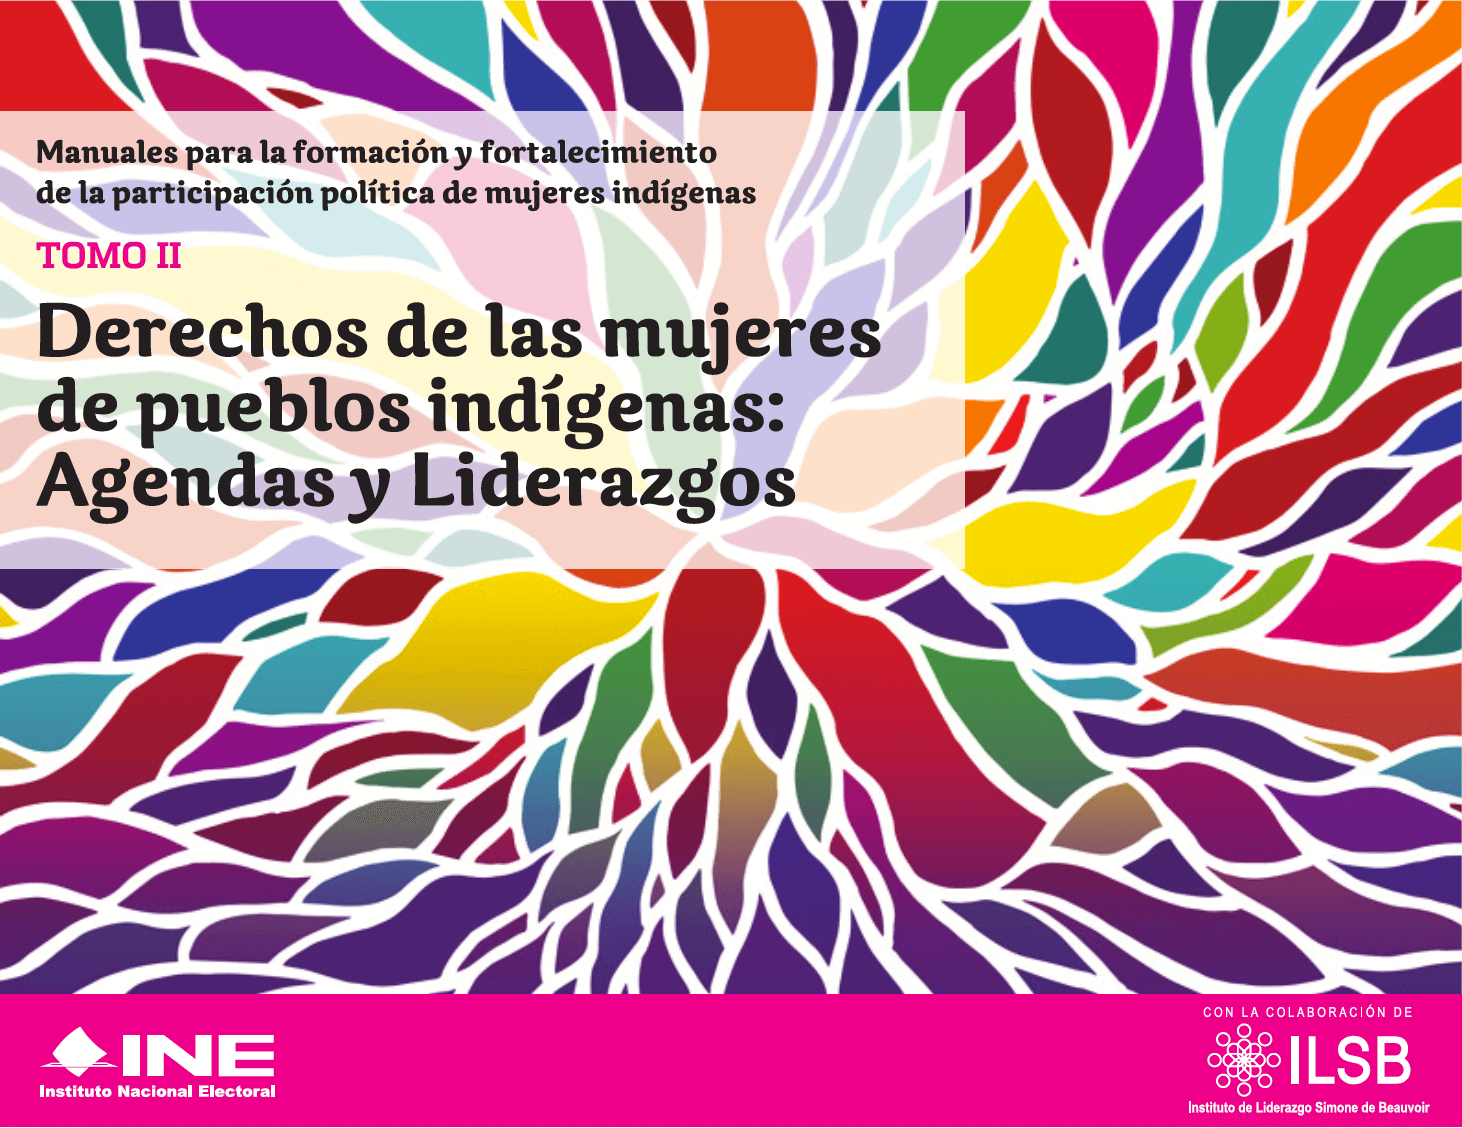 Manuales para la formación y fortalecimiento
de la participación política de mujeres indígenas
TOMO II
Derechos de las mujeres
de pueblos indígenas:
Agendas y Liderazgos
INE
Instituto Nacional Electoral
CON LA COLABORACIÓN DE
ILSB
Instituto de Liderazgo Simone de Beauvoir